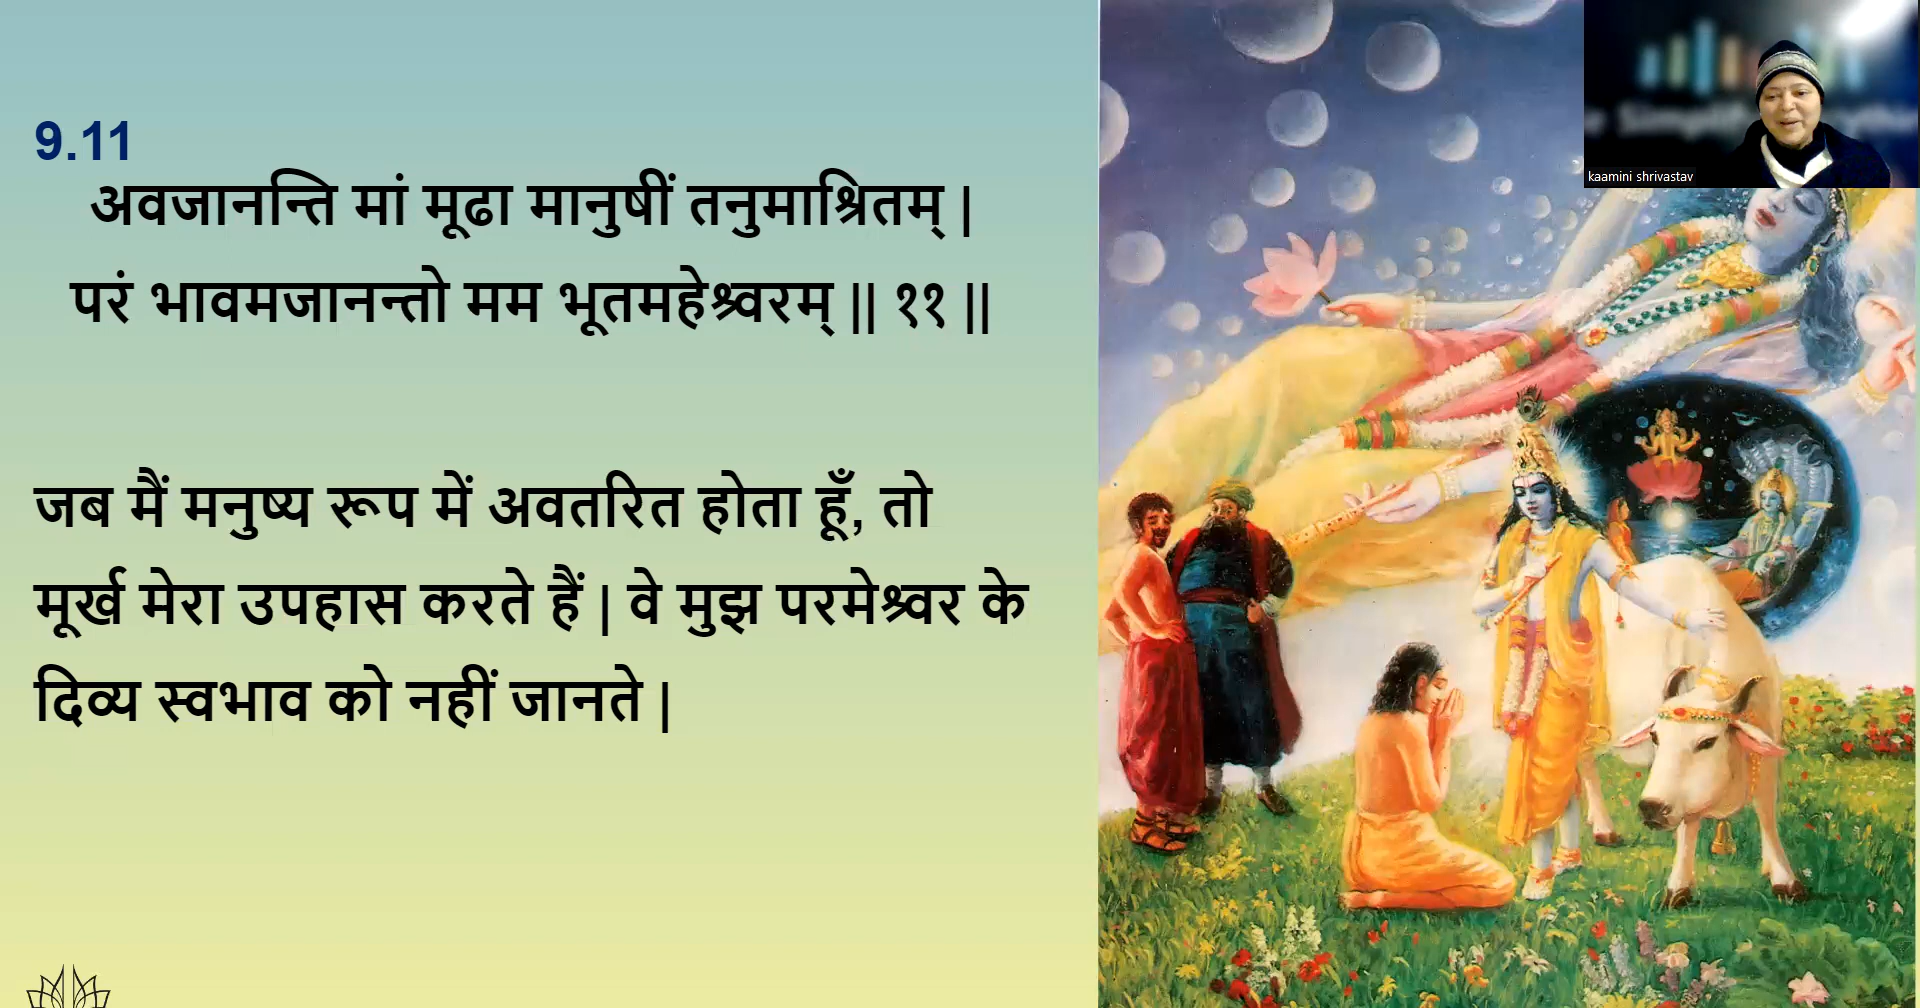 9.11
अवजानन्ति मां मूढा मानुषीं तनुमाश्रितम् |
परं भावमजानन्तो मम भूतमहेश्र्वरम् || ११ ||
जब मैं मनुष्य रूप में अवतरित होता हूँ, तो
मूर्ख मेरा उपहास करते हैं | वे मुझ परमेश्र्वर के
दिव्य स्वभाव को नहीं जानते |
kaamini shrivastav